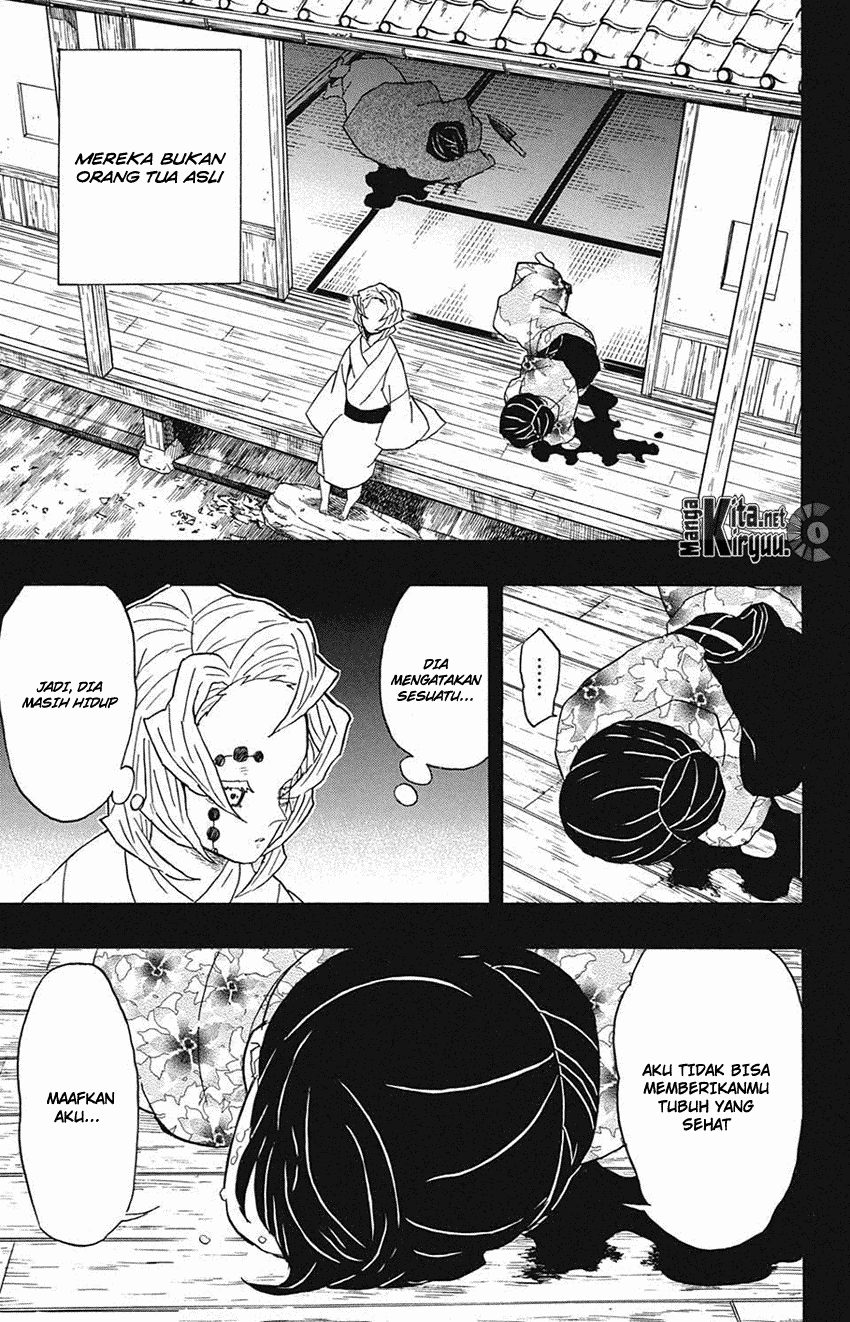 MEREKA BUKAN
ORANG TUA ASLI
Manga
Kita.net
Kiryuu.
......
DIA
MENGATAKAN
SESUATU...
JADI, DIA
MASIH HIDUP
AKU TIDAK BISA
MEMBERIKANMU
TUBUH YANG
SEHAT
MAAFKAN
AKU...